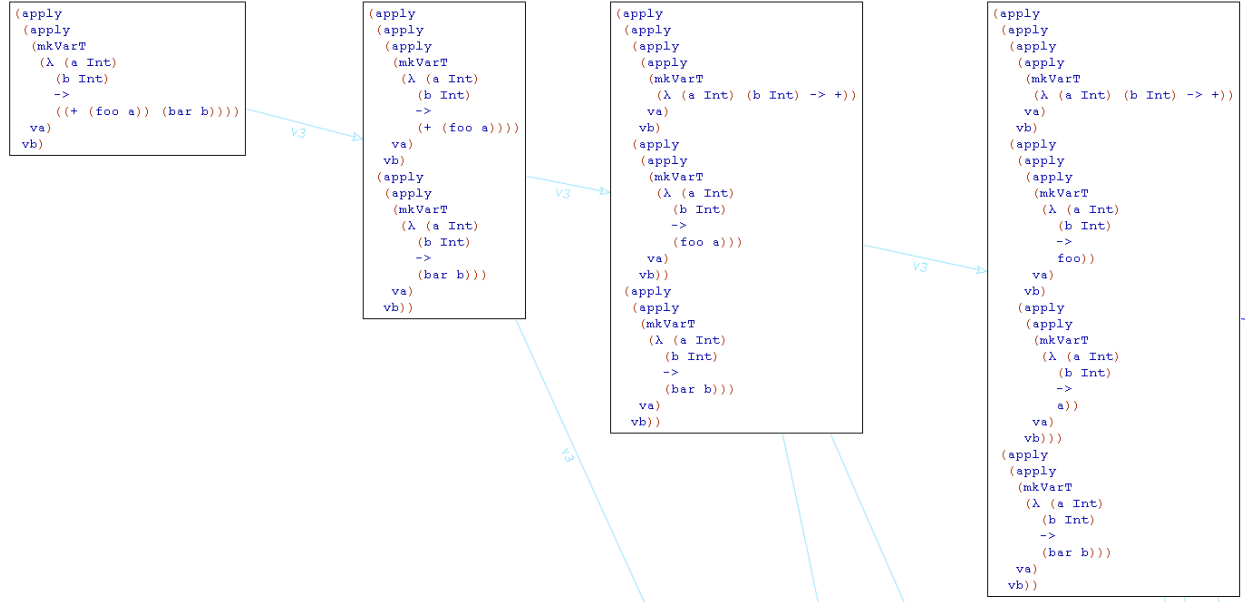 (apply
 (apply
  (mkVarT
   (λ (a Int)
     (b Int)
     ->
     ((+ (foo a)) (bar b))))
  va)
 vb)
v3
(apply
 (apply
  (apply
   (mkVarT
    (λ (a Int)
      (b Int)
      ->
      (+ (foo a))))
   va)
  vb)
 (apply
  (apply
   (mkVarT
    (λ (a Int)
      (b Int)
      ->
      (bar b)))
   va)
  vb))
v3
v3
(apply
 (apply
  (apply
   (apply
    (mkVarT
     (λ (a Int) (b Int) -> +))
    va)
   vb)
  (apply
   (apply
    (mkVarT
     (λ (a Int)
       (b Int)
       ->
       (foo a)))
    va)
   vb))
 (apply
  (apply
   (mkVarT
    (λ (a Int)
      (b Int)
      ->
      (bar b)))
   va)
  vb))
v3
(apply
 (apply
  (apply
   (apply
    (mkVarT
     (λ (a Int) (b Int) -> +))
    va)
   vb)
  (apply
   (apply
    (apply
     (mkVarT
      (λ (a Int)
        (b Int)
        ->
        foo))
     va)
    vb)
   (apply
    (apply
     (mkVarT
      (λ (a Int)
        (b Int)
        ->
        a))
     va)
    vb)))
 (apply
  (apply
   (mkVarT
    (λ (a Int)
      (b Int)
      ->
      (bar b)))
   va)
  vb))